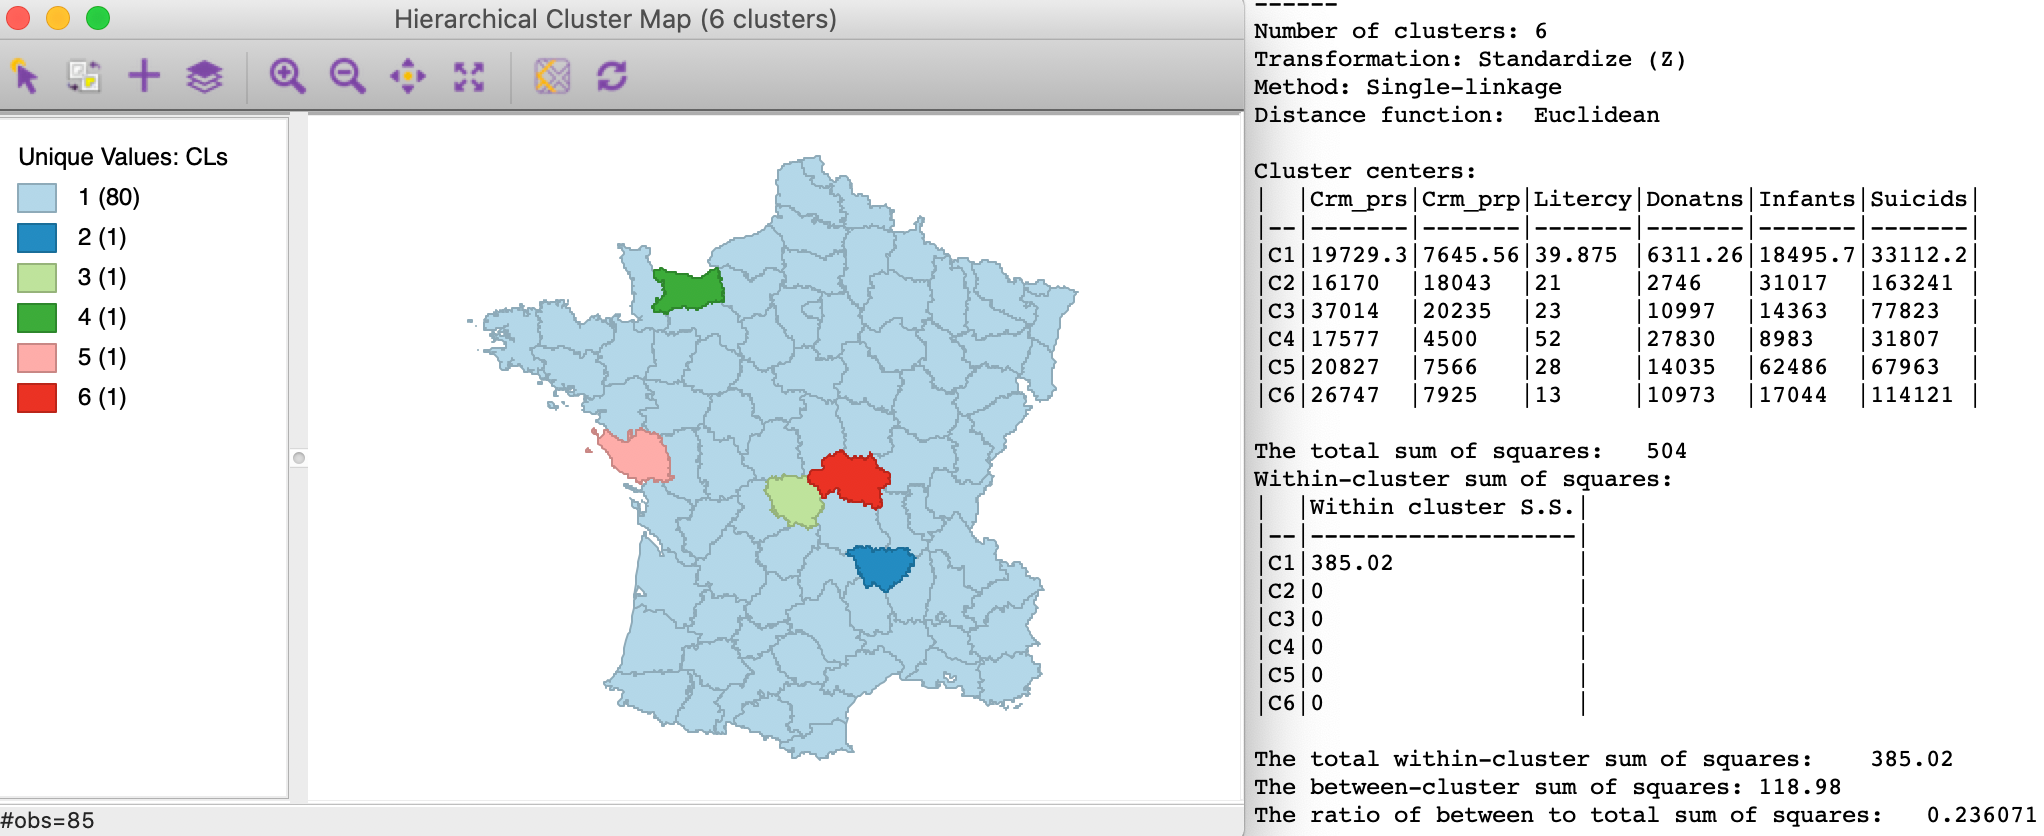 Hierarchical Cluster Map (6 clusters)
Unique Values: CLs
1 (80)
2 (1)
3 (1)
4 (1)
5 (1)
6 (1)
#obs=85
------
Number of clusters: 6
Transformation: Standardize (Z)
Method: Single-linkage
Distance function:  Euclidean
Cluster centers:
|  |Crm_prs|Crm_prp|Litercy|Donatns|Infants|Suicids|
|--|-------|-------|-------|-------|-------|-------|
|C1|19729.3|7645.56|39.875 |6311.26|18495.7|33112.2|
|C2|16170  |18043  |21     |2746   |31017  |163241 |
|C3|37014  |20235  |23     |10997  |14363  |77823  |
|C4|17577  |4500   |52     |27830  |8983   |31807  |
|C5|20827  |7566   |28     |14035  |62486  |67963  |
|C6|26747  |7925   |13     |10973  |17044  |114121 |
The total sum of squares:   504
Within-cluster sum of squares:
|  |Within cluster S.S.|
|--|-------------------|
|C1|385.02             |
|C2|0                  |
|C3|0                  |
|C4|0                  |
|C5|0                  |
|C6|0                  |
The total within-cluster sum of squares:    385.02
The between-cluster sum of squares: 118.98
The ratio of between to total sum of squares:   0.236071